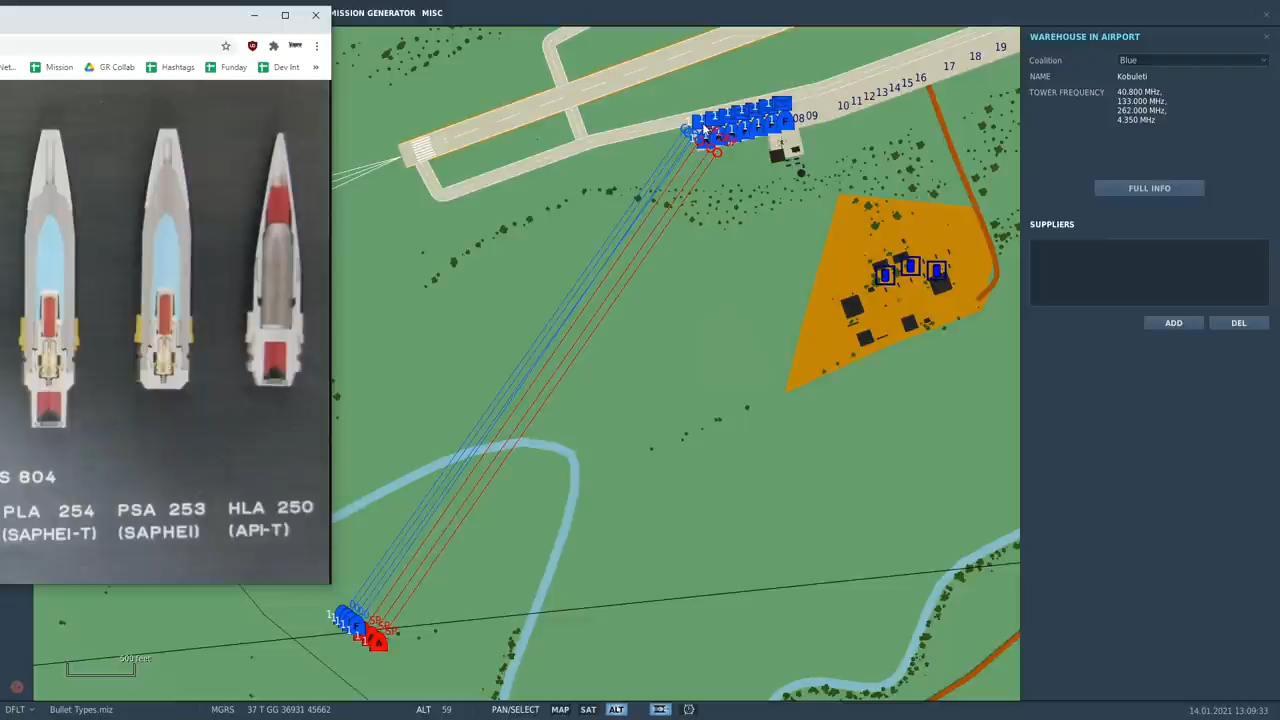 MISSION GENERATOR MISC
Net...
Mission
GR Collab
Hashtags
Funday
Dev Int
»
S 804
PLA 254
(SAPHEI-T)
PSA 253
(SAPHEI)
HLA 250
(API-T)
08 09 10 11 12 13 14 15 16 17 18 19
500 feet
WAREHOUSE IN AIRPORT
Coalition Blue
NAME Kobuleti
TOWER FREQUENCY 40.800 MHz,
133.000 MHz,
262.000 MHz,
4.350 MHz
FULL INFO
SUPPLIERS
ADD DEL
DFLT Bullet Types.miz MGRS 37 T GG 36931 45662 ALT 59 PAN/SELECT MAP SAT ALT 14.01.2021 13:09:33